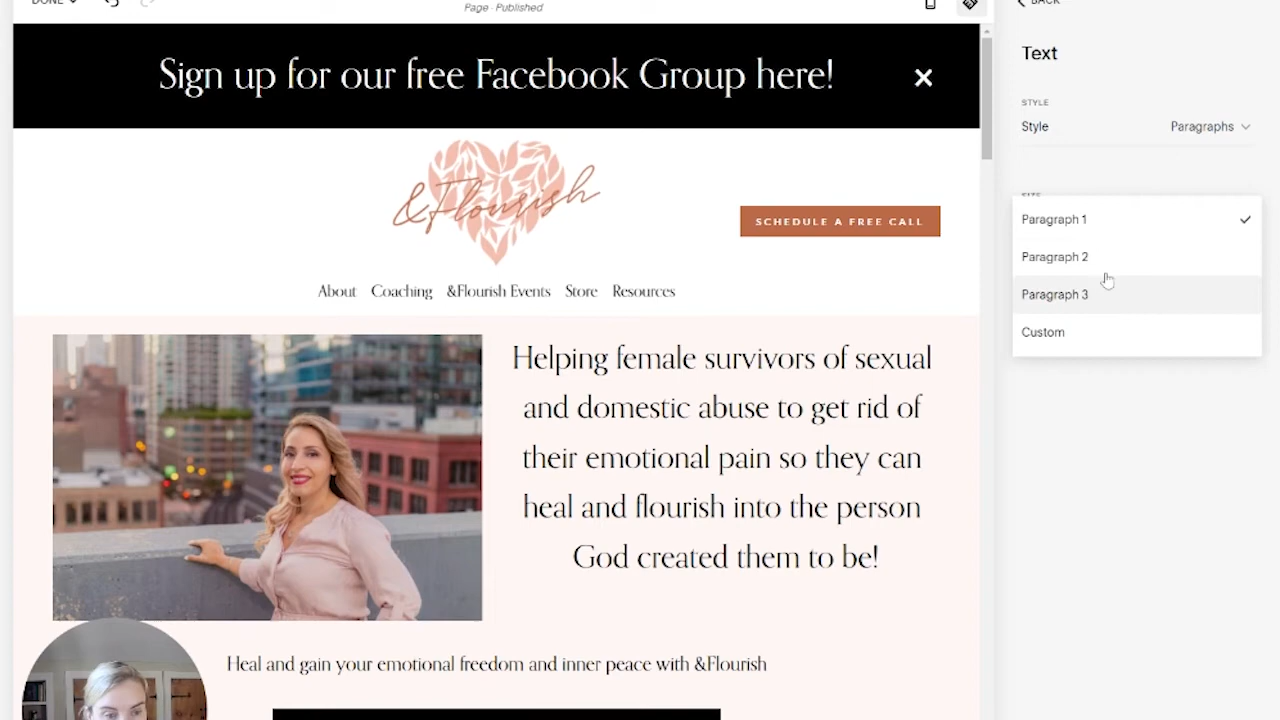 DONE
Page · Published
BACK
Sign up for our free Facebook Group here!
Text
STYLE
Style
Paragraphs
&Flourish
SCHEDULE A FREE CALL
SIZE
Paragraph 1
Paragraph 2
Paragraph 3
Custom
About Coaching &Flourish Events Store Resources
Helping female survivors of sexual
and domestic abuse to get rid of
their emotional pain so they can
heal and flourish into the person
God created them to be!
Heal and gain your emotional freedom and inner peace with &Flourish